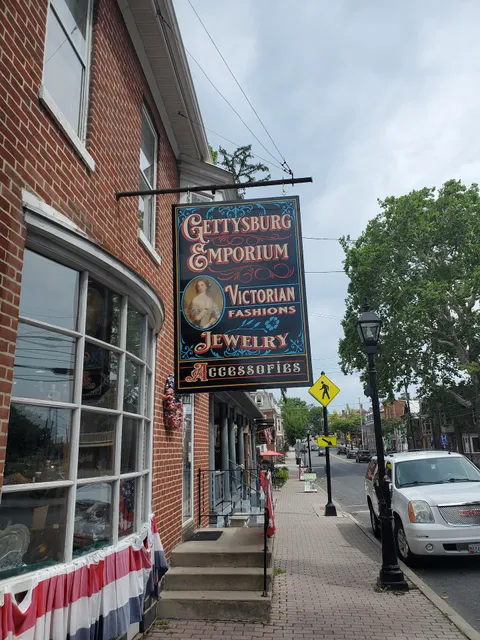 Gettysburg
Emporium
Victorian
Fashions
Jewelry
Accessories